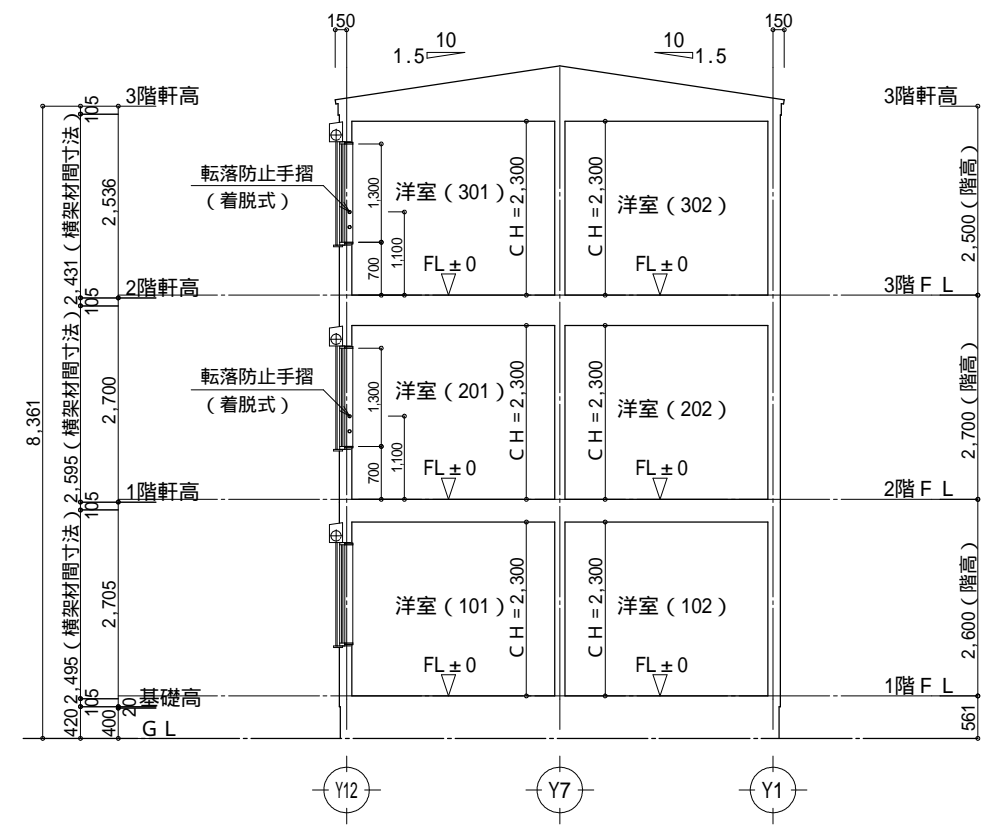 150
150
10
1.5
10
1.5
3階軒高
3階軒高
105
2,431(横架材間寸法)
2,536
転落防止手摺
(着脱式)
1,300
1,100
700
洋室(301)
CH=2,300
CH=2,300
洋室(302)
FL±0
FL±0
2,500(階高)
2階軒高
3階FL
105
2,595(横架材間寸法)
2,700
8,361
転落防止手摺
(着脱式)
1,300
1,100
700
洋室(201)
CH=2,300
CH=2,300
洋室(202)
FL±0
FL±0
2,700(階高)
1階軒高
2階FL
105
2,495(横架材間寸法)
2,705
洋室(101)
CH=2,300
CH=2,300
洋室(102)
FL±0
FL±0
2,600(階高)
基礎高
1階FL
105
20
420
400
GL
561
Y12
Y7
Y1